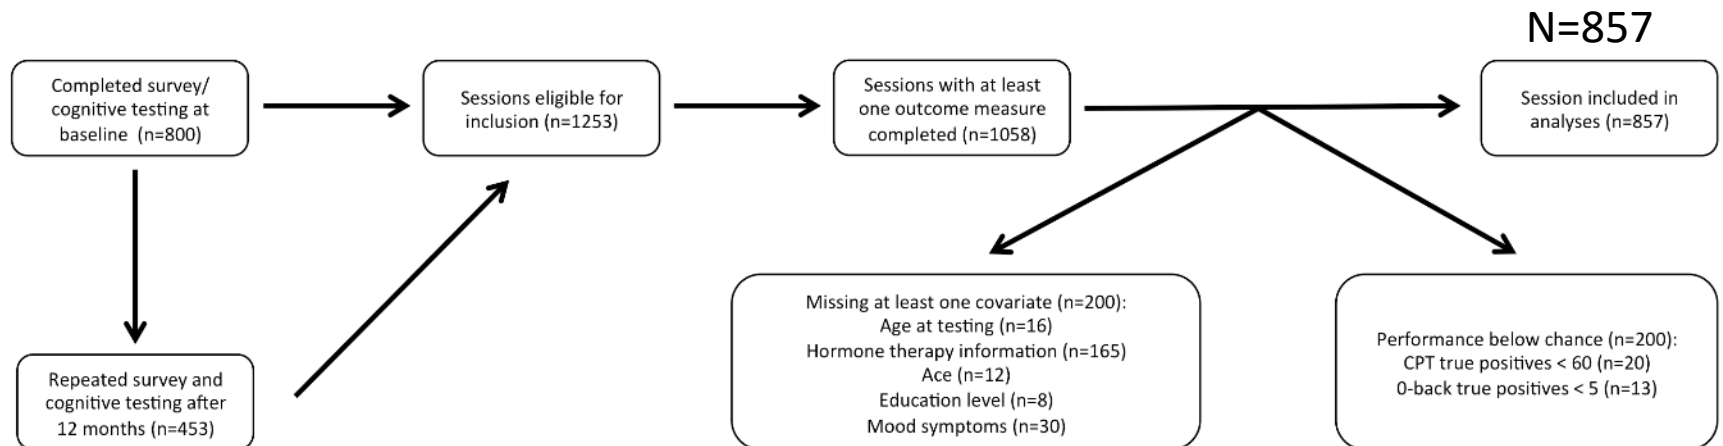 N=857
Completed survey/
cognitive testing at
baseline (n=800)
Sessions eligible for
inclusion (n=1253)
Sessions with at least
one outcome measure
completed (n=1058)
Session included in
analyses (n=857)
Repeated survey and
cognitive testing after
12 months (n=453)
Missing at least one covariate (n=200):
Age at testing (n=16)
Hormone therapy information (n=165)
Ace (n=12)
Education level (n=8)
Mood symptoms (n=30)
Performance below chance (n=200):
CPT true positives < 60 (n=20)
0-back true positives < 5 (n=13)